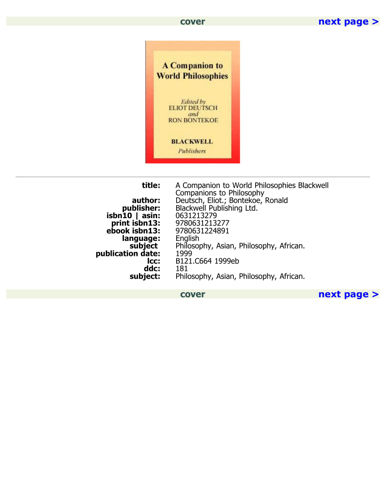 cover next page >
A Companion to
World Philosophies
Edited by
ELIOT DEUTSCH
and
RON BONTEKOE
BLACKWELL
Publishers
title: A Companion to World Philosophies Blackwell
Companions to Philosophy
author: Deutsch, Eliot.; Bontekoe, Ronald
publisher: Blackwell Publishing Ltd.
isbn10 | asin: 0631213279
print isbn13: 9780631213277
ebook isbn13: 9780631224891
language: English
subject Philosophy, Asian, Philosophy, African.
publication date: 1999
lcc: B121.C664 1999eb
ddc: 181
subject: Philosophy, Asian, Philosophy, African.
cover next page >